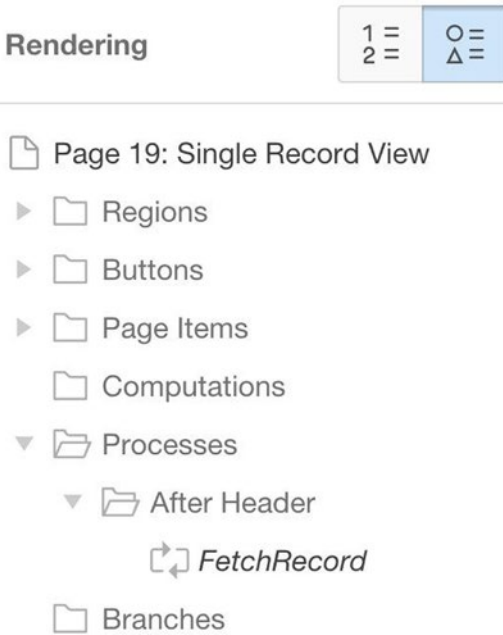 Rendering
1 =
2 =
Page 19: Single Record View
Regions
Buttons
Page Items
Computations
Processes
After Header
FetchRecord
Branches